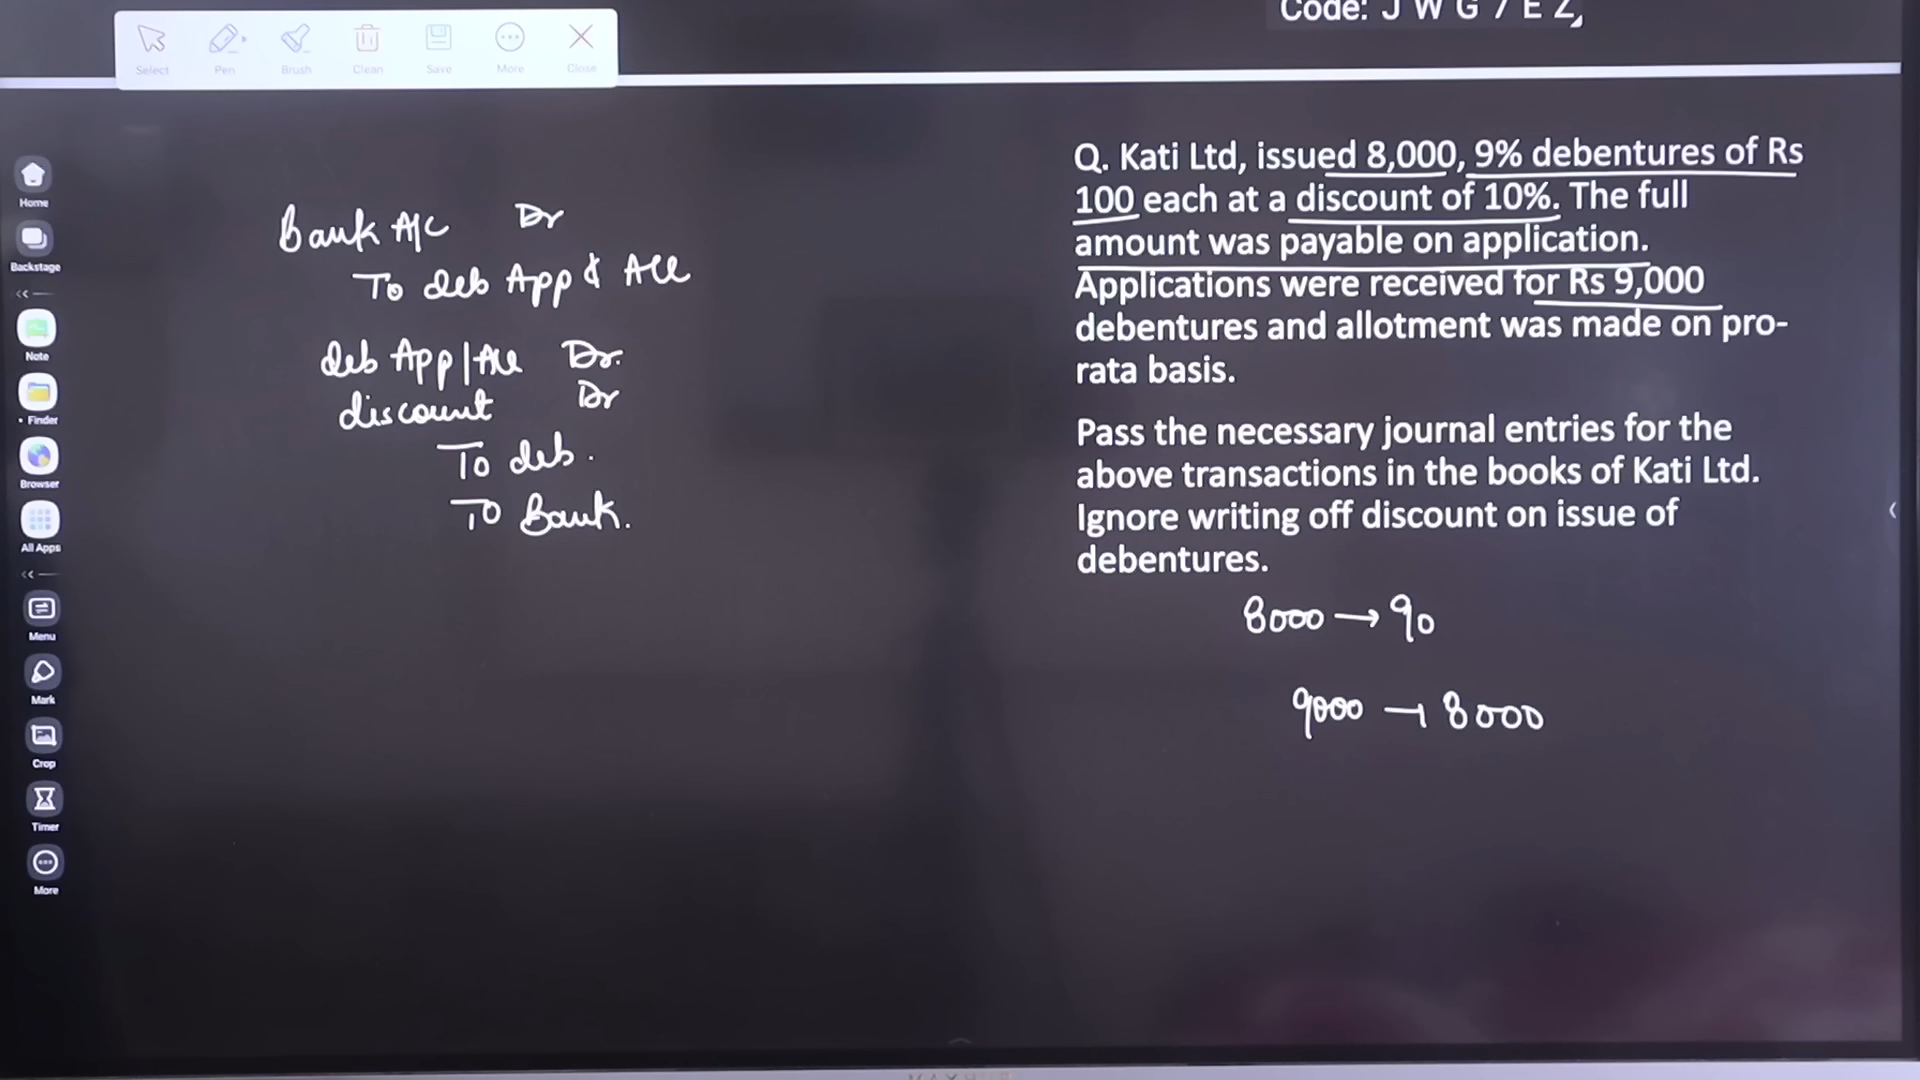 Code: J W G 7 E Z
Select Pen Brush Clean Save More Close
Home
Backstage
Note
Finder
Browser
All Apps
Menu
Mark
Crop
Timer
More
Bank A/c Dr
To deb App & All
deb App/All Dr.
discount Dr
To deb.
To Bank.
Q. Kati Ltd, issued 8,000, 9% debentures of Rs
100 each at a discount of 10%. The full
amount was payable on application.
Applications were received for Rs 9,000
debentures and allotment was made on pro-
rata basis.
Pass the necessary journal entries for the
above transactions in the books of Kati Ltd.
Ignore writing off discount on issue of
debentures.
8000 → 90
9000 → 8000